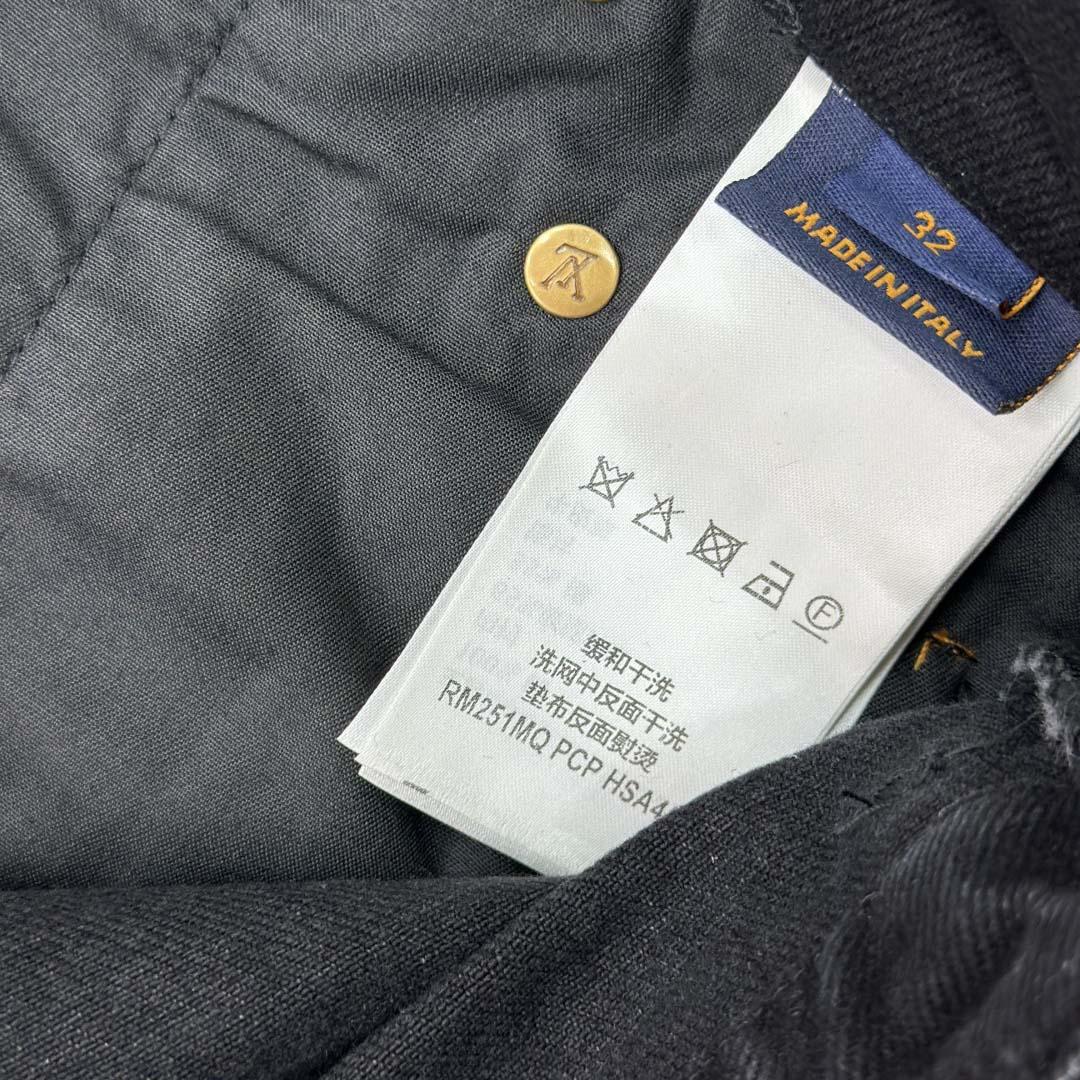 32
MADE IN ITALY
F
缓和干洗
洗网中反面干洗
垫布反面熨烫
RM251MQ PCP HSA4